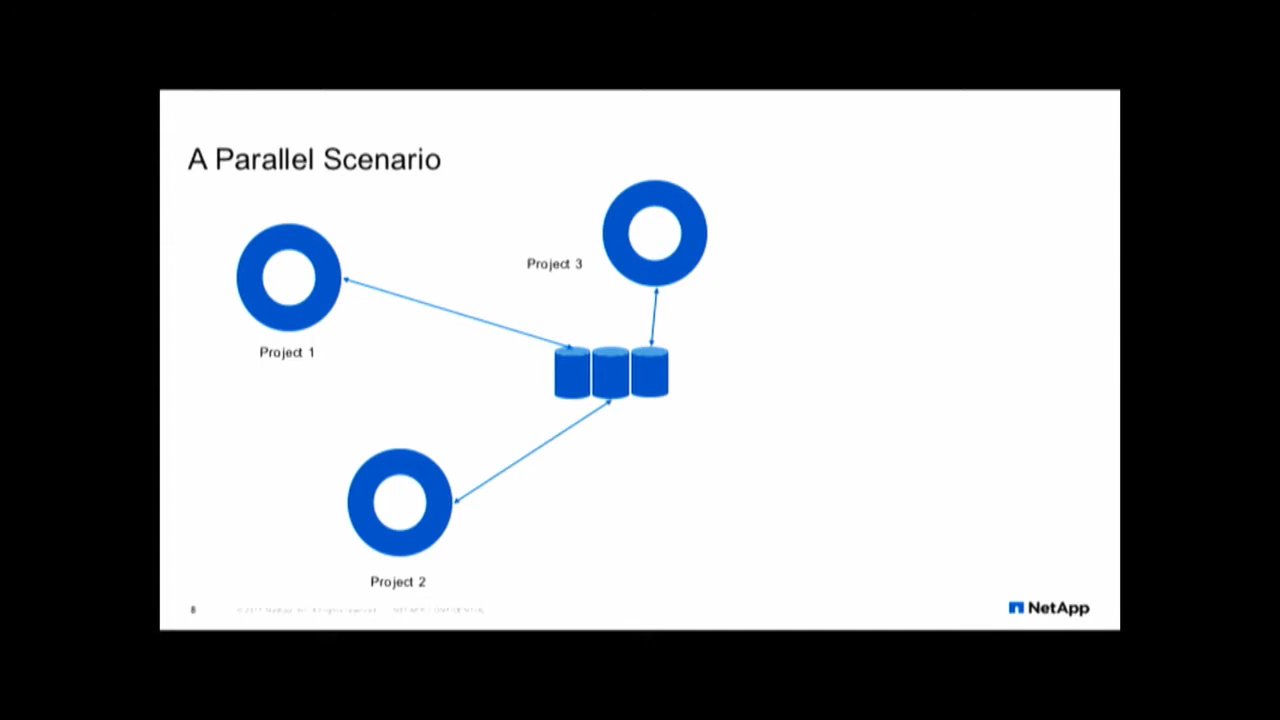 A Parallel Scenario
Project 3
Project 1
Project 2
NetApp